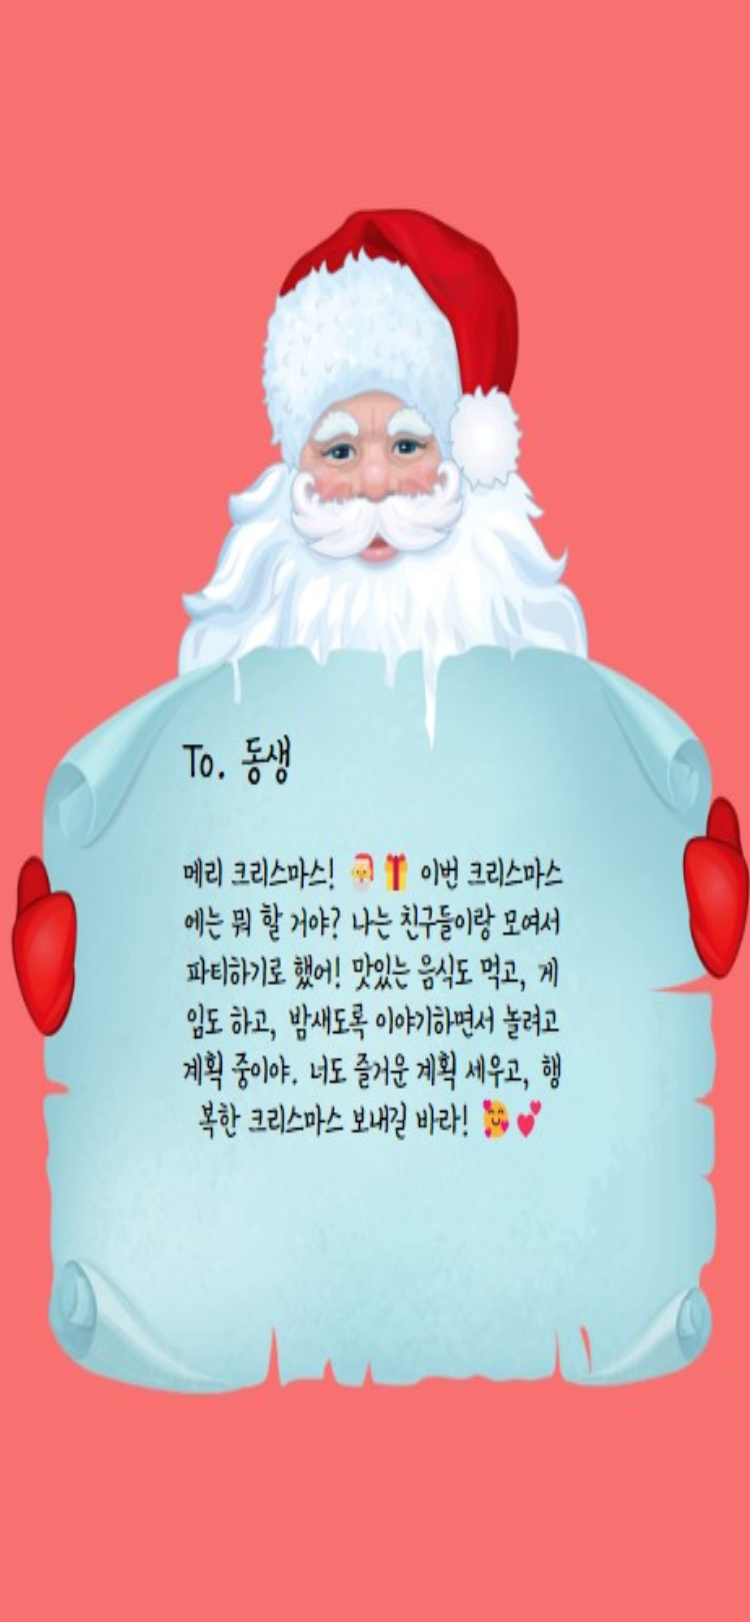 To. 동생
메리 크리스마스! 🎅🎁 이번 크리스마스
에는 뭐 할 거야? 나는 친구들이랑 모여서
파티하기로 했어! 맛있는 음식도 먹고, 게
임도 하고, 밤새도록 이야기하면서 놀려고
계획 중이야. 너도 즐거운 계획 세우고, 행
복한 크리스마스 보내길 바라! 🥰💕